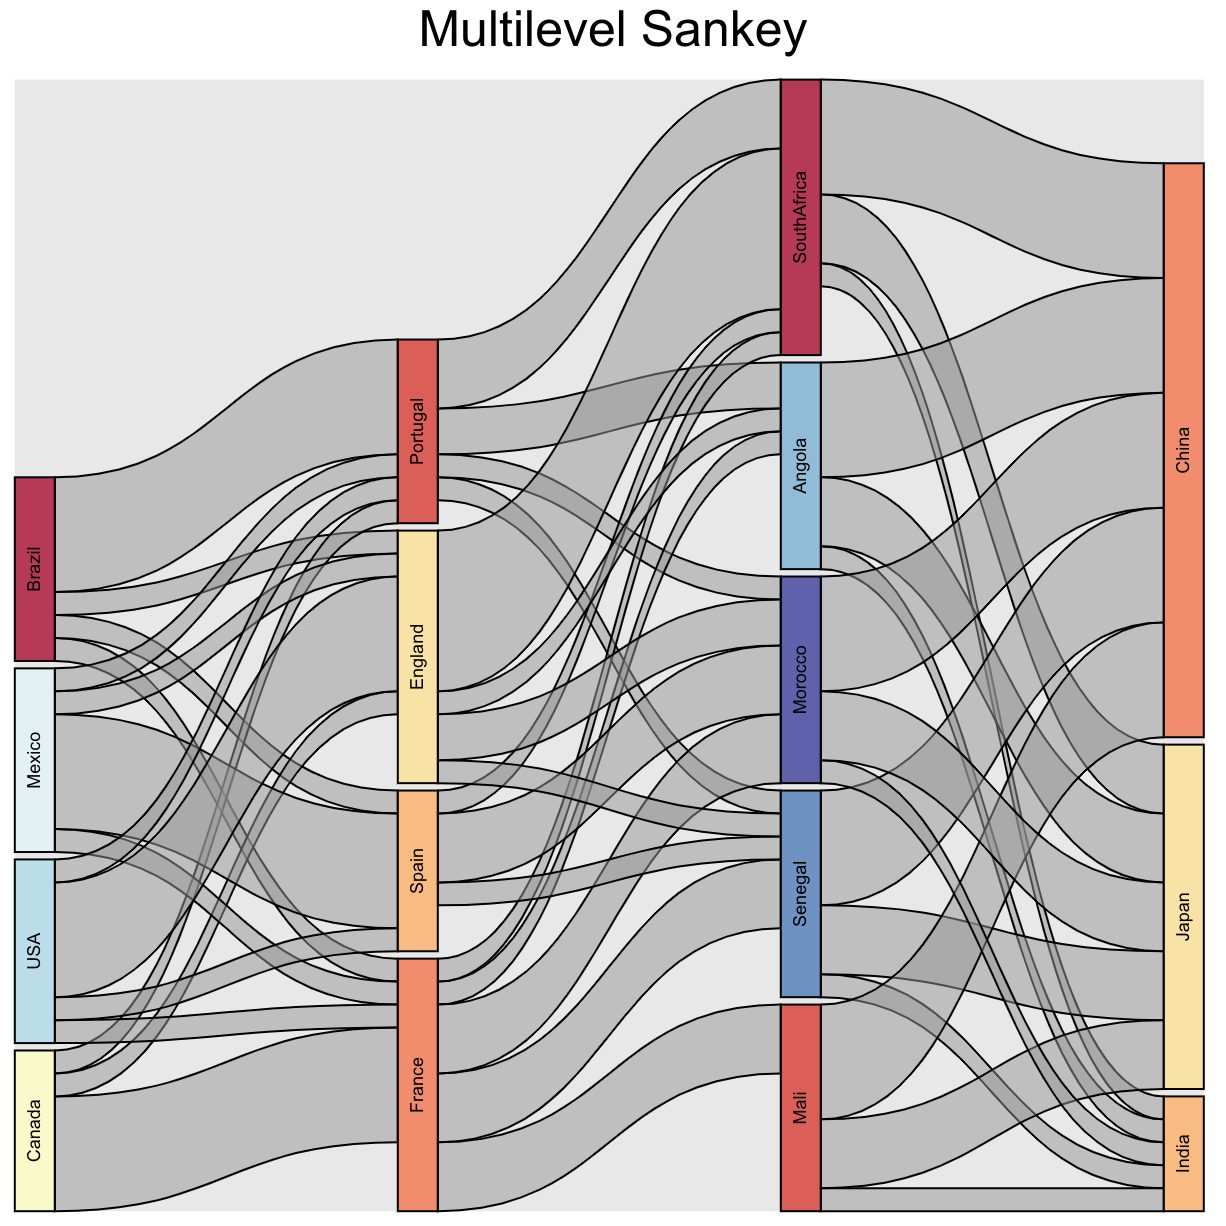 Multilevel Sankey
Brazil
Mexico
USA
Canada
Portugal
England
Spain
France
SouthAfrica
Angola
Morocco
Senegal
Mali
China
Japan
India